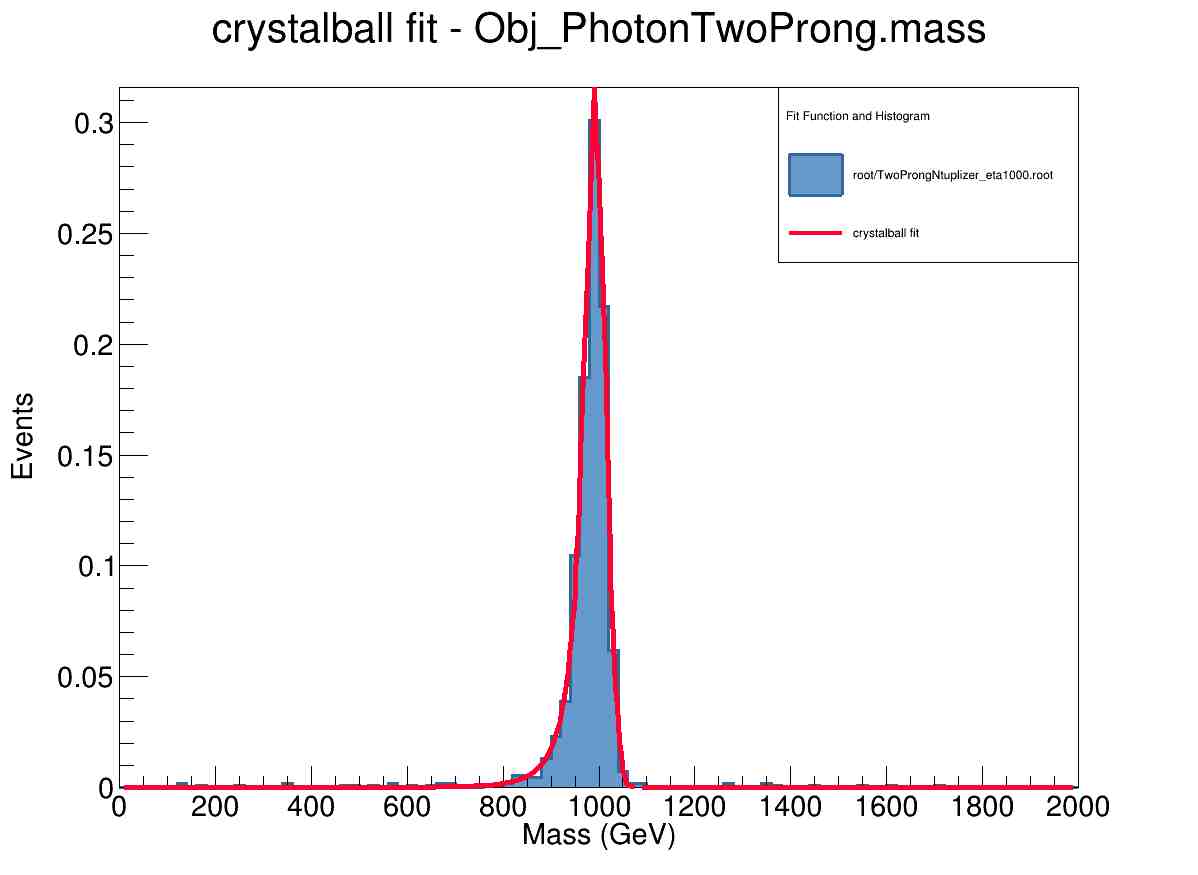 crystalball fit - Obj_PhotonTwoProng.mass
Fit Function and Histogram
root/TwoProngNtuplizer_eta1000.root
crystalball fit
0.3
0.25
0.2
0.15
0.1
0.05
0
Events
0 200 400 600 800 1000 1200 1400 1600 1800 2000
Mass (GeV)